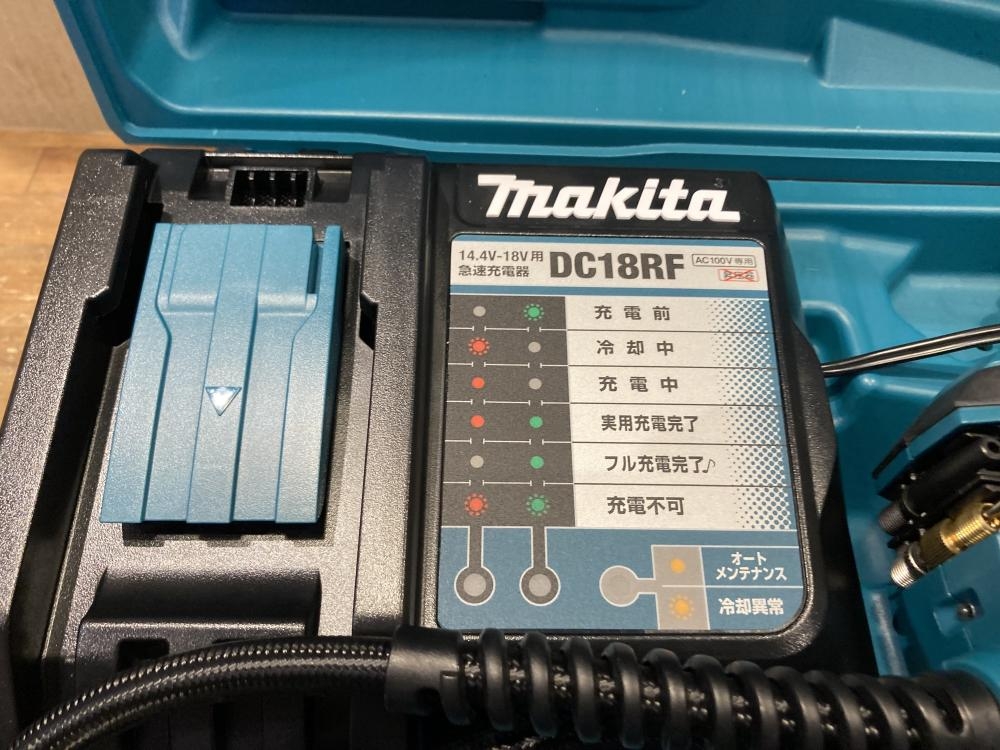 makita
14.4V-18V用
急速充電器
DC18RF
AC100V専用
充電前
冷却中
充電中
実用充電完了
フル充電完了♪
充電不可
オート
メンテナンス
冷却異常